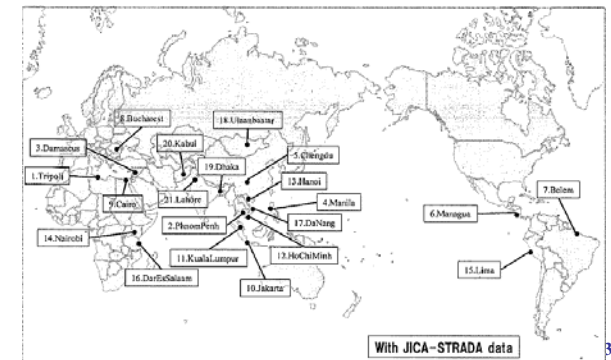 8.Bucharest
18.Ulaanbaatar
3.Damascus
20.Kabul
5.Chengdu
19.Dhaka
1.Tripoli
13.Hanoi
7.Belem
9.Cairo
21.Lahore
4.Manila
6.Managua
2.PhnomPenh
17.DaNang
14.Nairobi
11.KualaLumpur
12.HoChiMinh
15.Lima
16.DarEsSalaam
10.Jakarta
With JICA-STRADA data
3